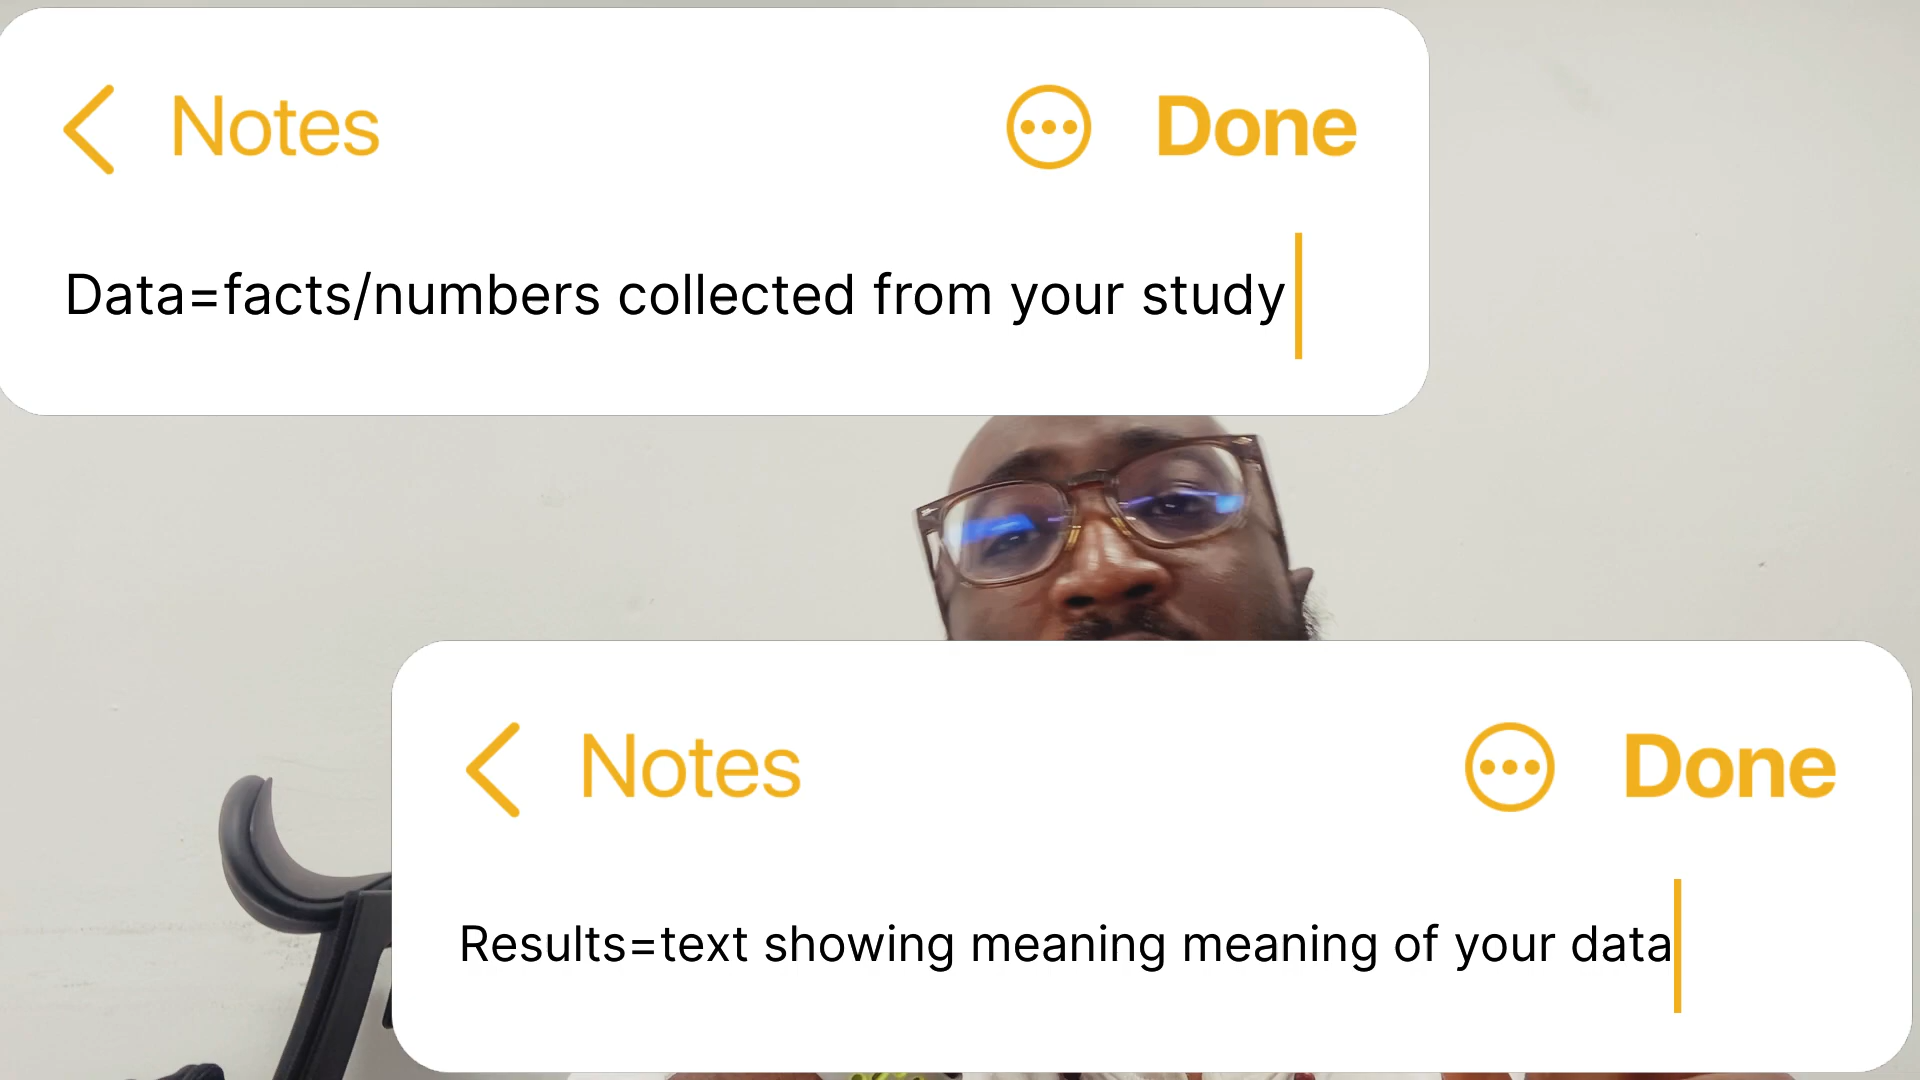 Notes
Done
Data=facts/numbers collected from your study
Notes
Done
Results=text showing meaning meaning of your data